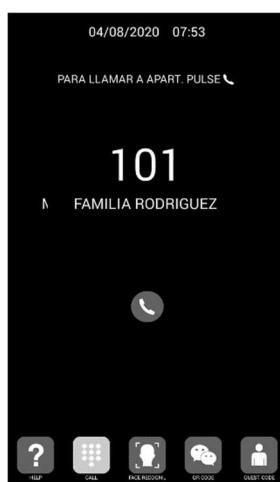 04/08/2020 07:53
PARA LLAMAR A APART. PULSE
101
FAMILIA RODRIGUEZ
?
HELP
CALL
FACE RECOGN..
QR CODE
GUEST CODE